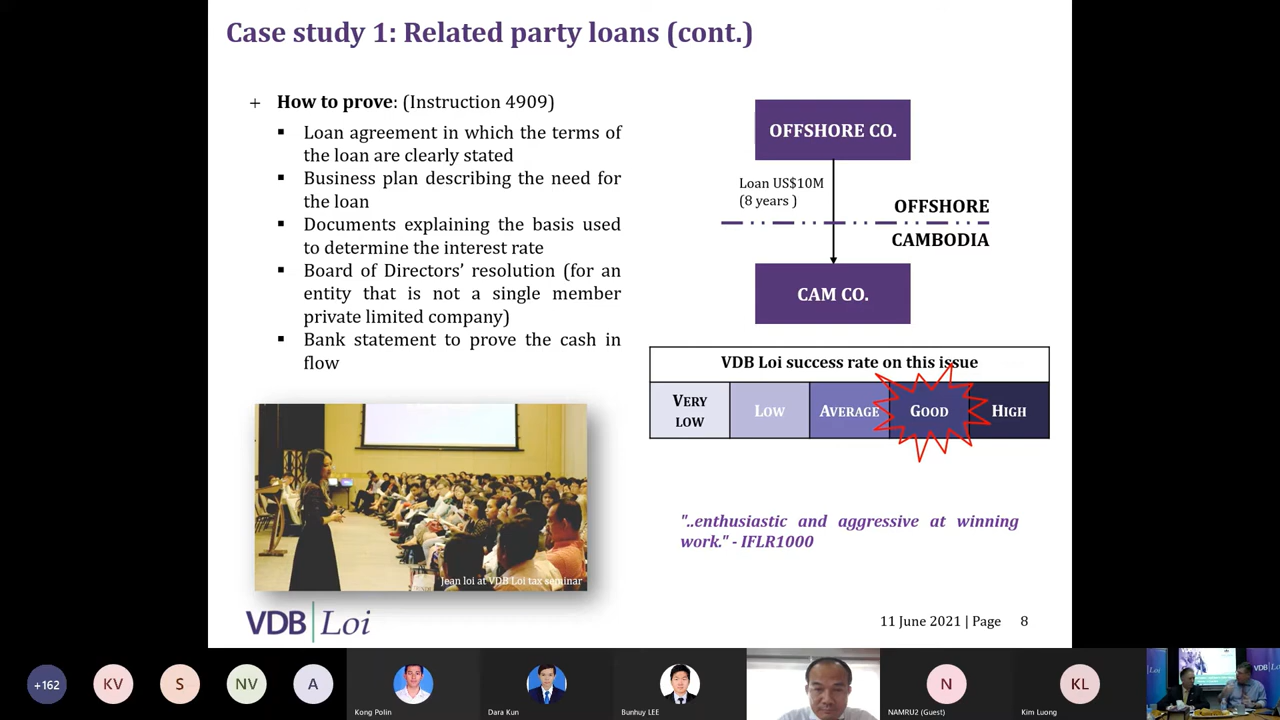 Case study 1: Related party loans (cont.)
+ How to prove: (Instruction 4909)
▪ Loan agreement in which the terms of
the loan are clearly stated
▪ Business plan describing the need for
the loan
▪ Documents explaining the basis used
to determine the interest rate
▪ Board of Directors’ resolution (for an
entity that is not a single member
private limited company)
▪ Bank statement to prove the cash in
flow
OFFSHORE CO.
Loan US$10M
(8 years )
OFFSHORE
CAMBODIA
CAM CO.
VDB Loi success rate on this issue
VERY
LOW
LOW
AVERAGE
GOOD
HIGH
"..enthusiastic and aggressive at winning
work." - IFLR1000
Jean loi at VDB Loi tax seminar
VDB Loi
11 June 2021 | Page 8
+162
KV
S
NV
A
Kong Polin
Dara Kun
Bunhuy LEE
N
NAMRU2 (Guest)
KL
Kim Luong
Loi
VDB Loi